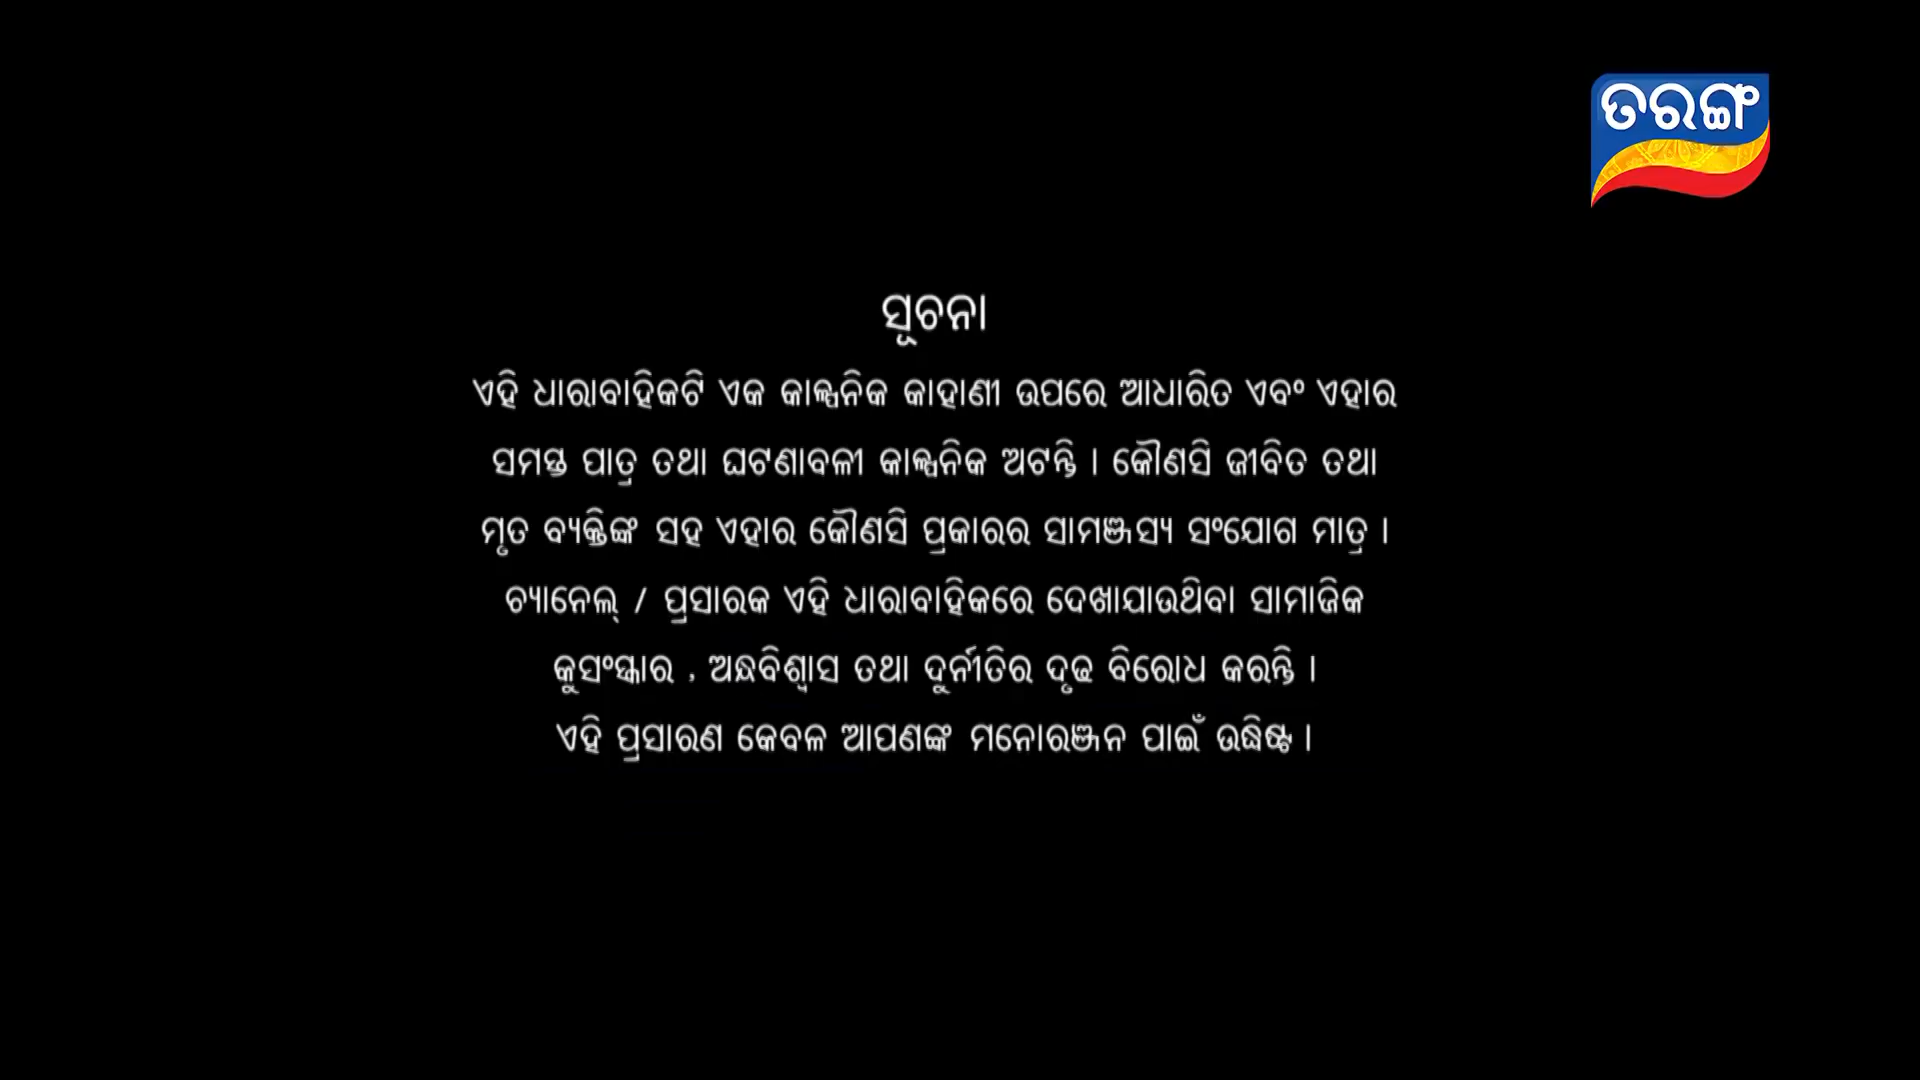 ତରଙ୍ଗ
ସୂଚନା
ଏହି ଧାରାବାହିକଟି ଏକ କାଳ୍ପନିକ କାହାଣୀ ଉପରେ ଆଧାରିତ ଏବଂ ଏହାର
ସମସ୍ତ ପାତ୍ର ତଥା ଘଟଣାବଳୀ କାଳ୍ପନିକ ଅଟନ୍ତି । କୌଣସି ଜୀବିତ ତଥା
ମୃତ ବ୍ୟକ୍ତିଙ୍କ ସହ ଏହାର କୌଣସି ପ୍ରକାରର ସାମଞ୍ଜସ୍ୟ ସଂଯୋଗ ମାତ୍ର ।
ଚ୍ୟାନେଲ୍ / ପ୍ରସାରକ ଏହି ଧାରାବାହିକରେ ଦେଖାଯାଉଥିବା ସାମାଜିକ
କୁସଂସ୍କାର , ଅନ୍ଧବିଶ୍ୱାସ ତଥା ଦୁର୍ନୀତିର ଦୃଢ ବିରୋଧ କରନ୍ତି ।
ଏହି ପ୍ରସାରଣ କେବଳ ଆପଣଙ୍କ ମନୋରଞ୍ଜନ ପାଇଁ ଉଦ୍ଧିଷ୍ଟ ।